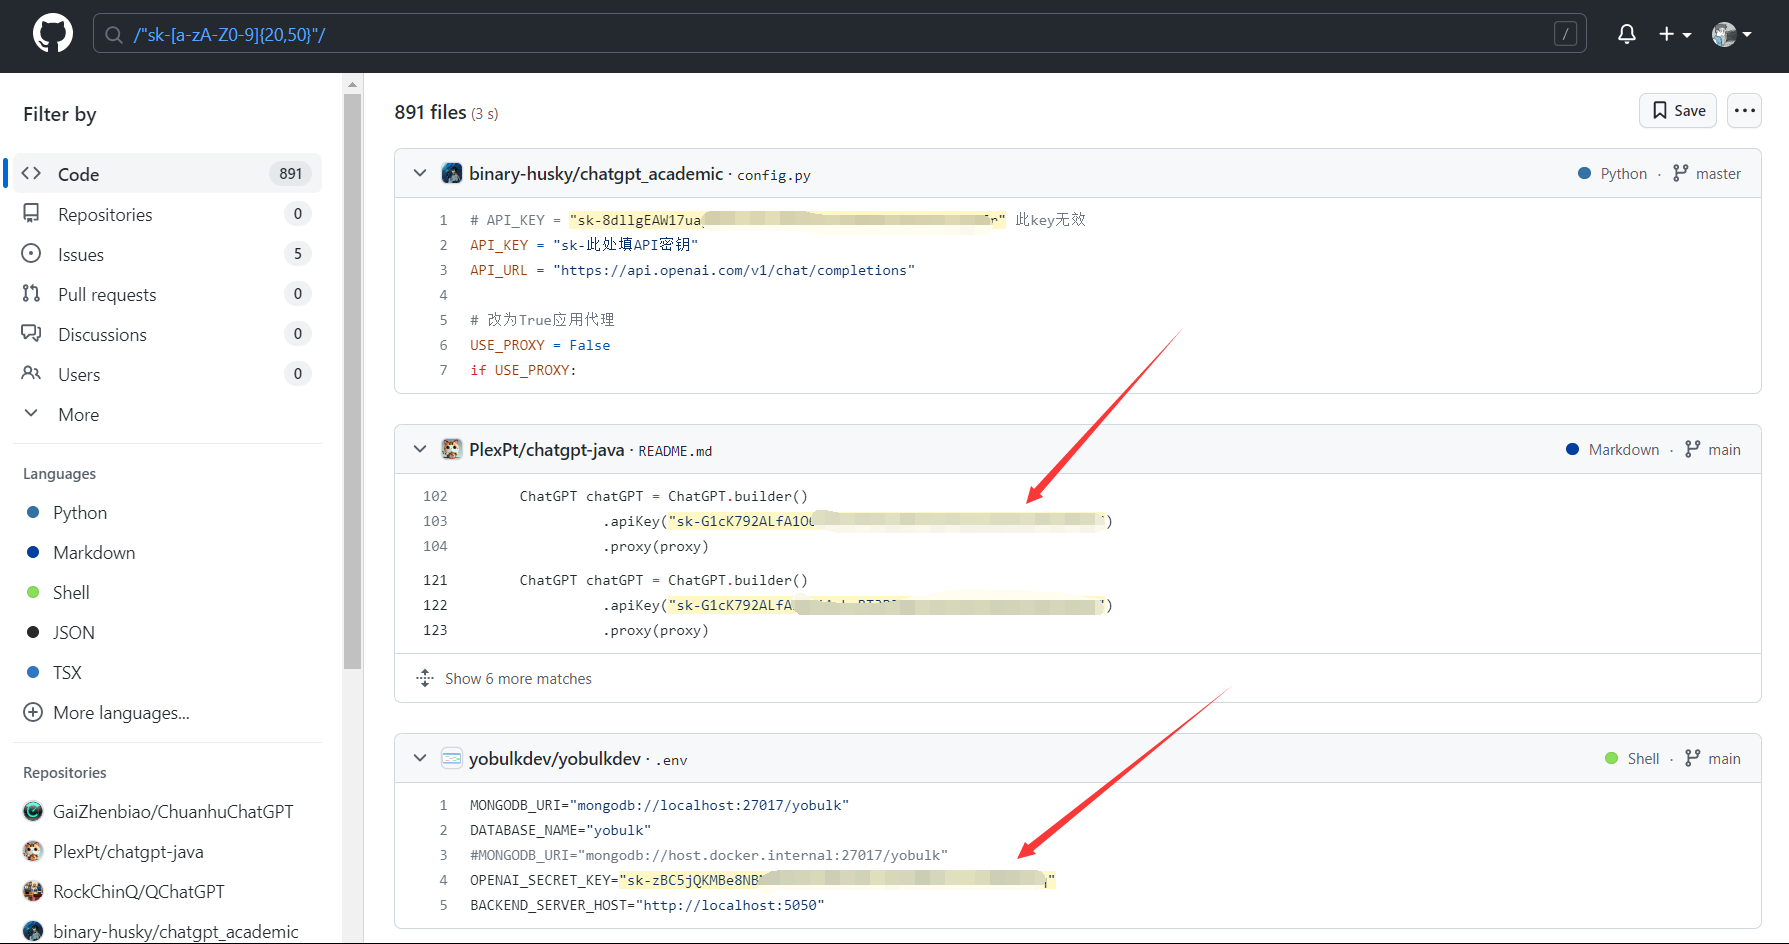 /"sk-[a-zA-Z0-9]{20,50}"/
/
Filter by
Code 891
Repositories 0
Issues 5
Pull requests 0
Discussions 0
Users 0
More
Languages
Python
Markdown
Shell
JSON
TSX
More languages...
Repositories
GaiZhenbiao/ChuanhuChatGPT
PlexPt/chatgpt-java
RockChinQ/QChatGPT
binary-husky/chatgpt_academic
891 files (3 s)
Save
binary-husky/chatgpt_academic · config.py Python · master
1 # API_KEY = "sk-8dllgEAW17ua 此key无效
2 API_KEY = "sk-此处填API密钥"
3 API_URL = "https://api.openai.com/v1/chat/completions"
4
5 # 改为True应用代理
6 USE_PROXY = False
7 if USE_PROXY:
PlexPt/chatgpt-java · README.md Markdown · main
102 ChatGPT chatGPT = ChatGPT.builder()
103 .apiKey("sk-G1cK792ALfA1O )
104 .proxy(proxy)
121 ChatGPT chatGPT = ChatGPT.builder()
122 .apiKey("sk-G1cK792ALfA ")
123 .proxy(proxy)
Show 6 more matches
yobulkdev/yobulkdev · .env Shell · main
1 MONGODB_URI="mongodb://localhost:27017/yobulk"
2 DATABASE_NAME="yobulk"
3 #MONGODB_URI="mongodb://host.docker.internal:27017/yobulk"
4 OPENAI_SECRET_KEY="sk-zBC5jQKMBe8NB "
5 BACKEND_SERVER_HOST="http://localhost:5050"